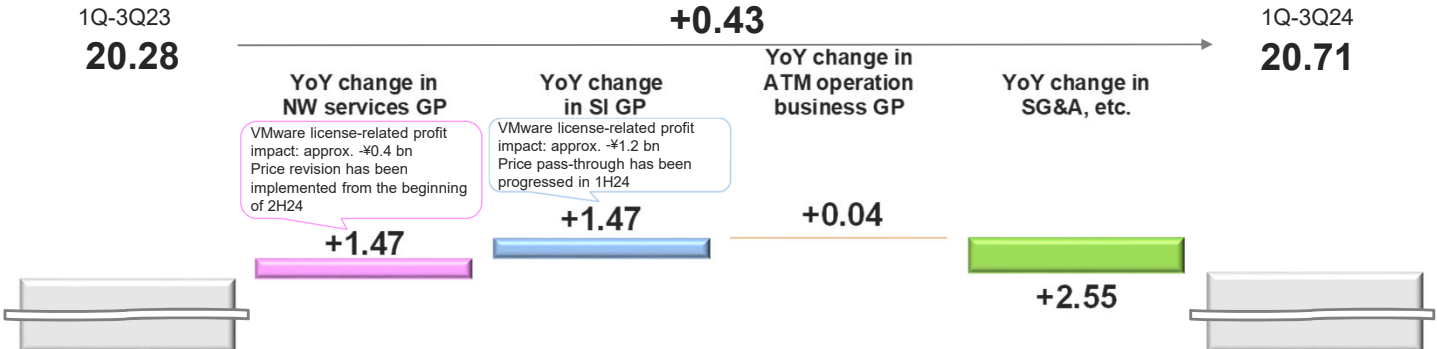 1Q-3Q23
20.28
+0.43
1Q-3Q24
20.71
YoY change in
NW services GP
VMware license-related profit
impact: approx. -¥0.4 bn
Price revision has been
implemented from the beginning
of 2H24
+1.47
YoY change
in SI GP
VMware license-related profit
impact: approx. -¥1.2 bn
Price pass-through has been
progressed in 1H24
+1.47
YoY change in
ATM operation
business GP
+0.04
YoY change in
SG&A, etc.
+2.55